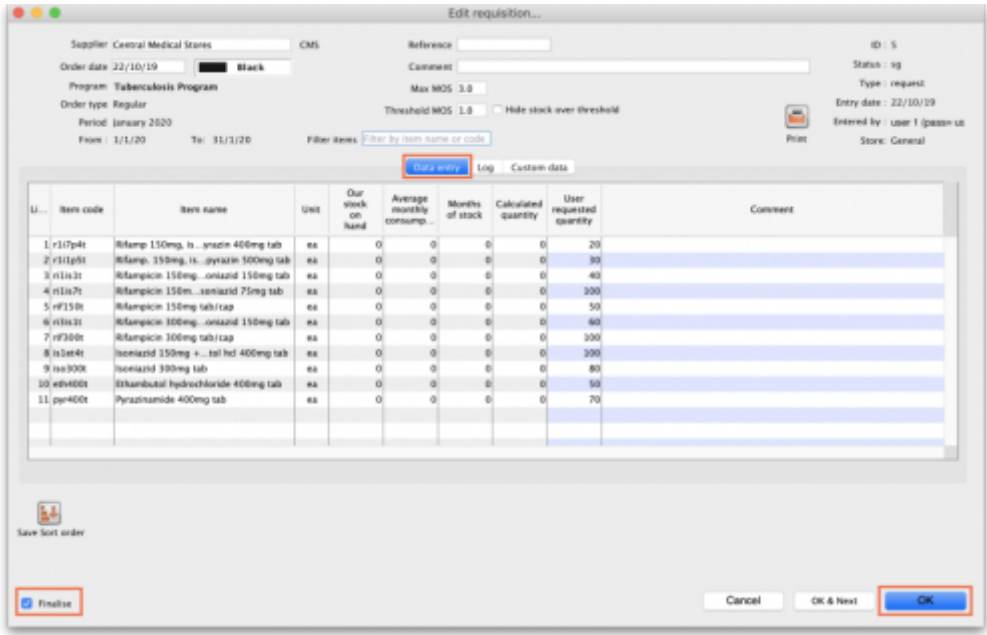 Edit requisition...
Supplier Central Medical Stores CMS Reference ID : 5
Order date 22/10/19 Black Comment Status : sg
Program Tuberculosis Program Max MOS 3.0 Type : request
Order type Regular Threshold MOS 1.0 Hide stock over threshold Entry date : 22/10/19
Period January 2020 Print Entered by : user 1 (pass= us
From : 1/1/20 To: 31/1/20 Filter items Filter by item name or code Store: General
Data entry Log Custom data
Li... Item code Item name Unit Our stock on hand Average monthly consump... Months of stock Calculated quantity User requested quantity Comment
1 r1i7p4t Rifamp 150mg, is...yrazin 400mg tab ea 0 0 0 0 20
2 r1i1p5t Rifamp. 150mg, is...pyrazin 500mg tab ea 0 0 0 0 30
3 ri1is1t Rifampicin 150mg...oniazid 150mg tab ea 0 0 0 0 40
4 ri1is7t Rifampicin 150m...soniazid 75mg tab ea 0 0 0 0 100
5 rif150t Rifampicin 150mg tab/cap ea 0 0 0 0 50
6 ri3is1t Rifampicin 300mg...oniazid 150mg tab ea 0 0 0 0 60
7 rif300t Rifampicin 300mg tab/cap ea 0 0 0 0 100
8 is1et4t Isoniazid 150mg +...tol hcl 400mg tab ea 0 0 0 0 100
9 iso300t Isoniazid 300mg tab ea 0 0 0 0 80
10 eth400t Ethambutol hydrochloride 400mg tab ea 0 0 0 0 50
11 pyr400t Pyrazinamide 400mg tab ea 0 0 0 0 70
Save Sort order
Finalise Cancel OK & Next OK